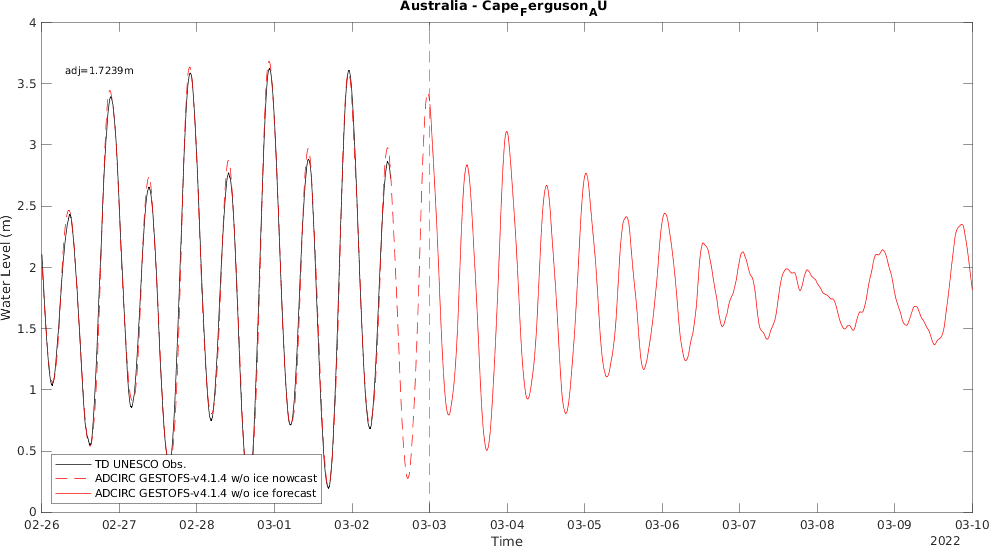 Australia - Cape_Ferguson_AU
adj=1.7239m
Water Level (m)
4
3.5
3
2.5
2
1.5
1
0.5
0
TD UNESCO Obs.
ADCIRC GESTOFS-v4.1.4 w/o ice nowcast
ADCIRC GESTOFS-v4.1.4 w/o ice forecast
02-26 02-27 02-28 03-01 03-02 03-03 03-04 03-05 03-06 03-07 03-08 03-09 03-10
Time
2022